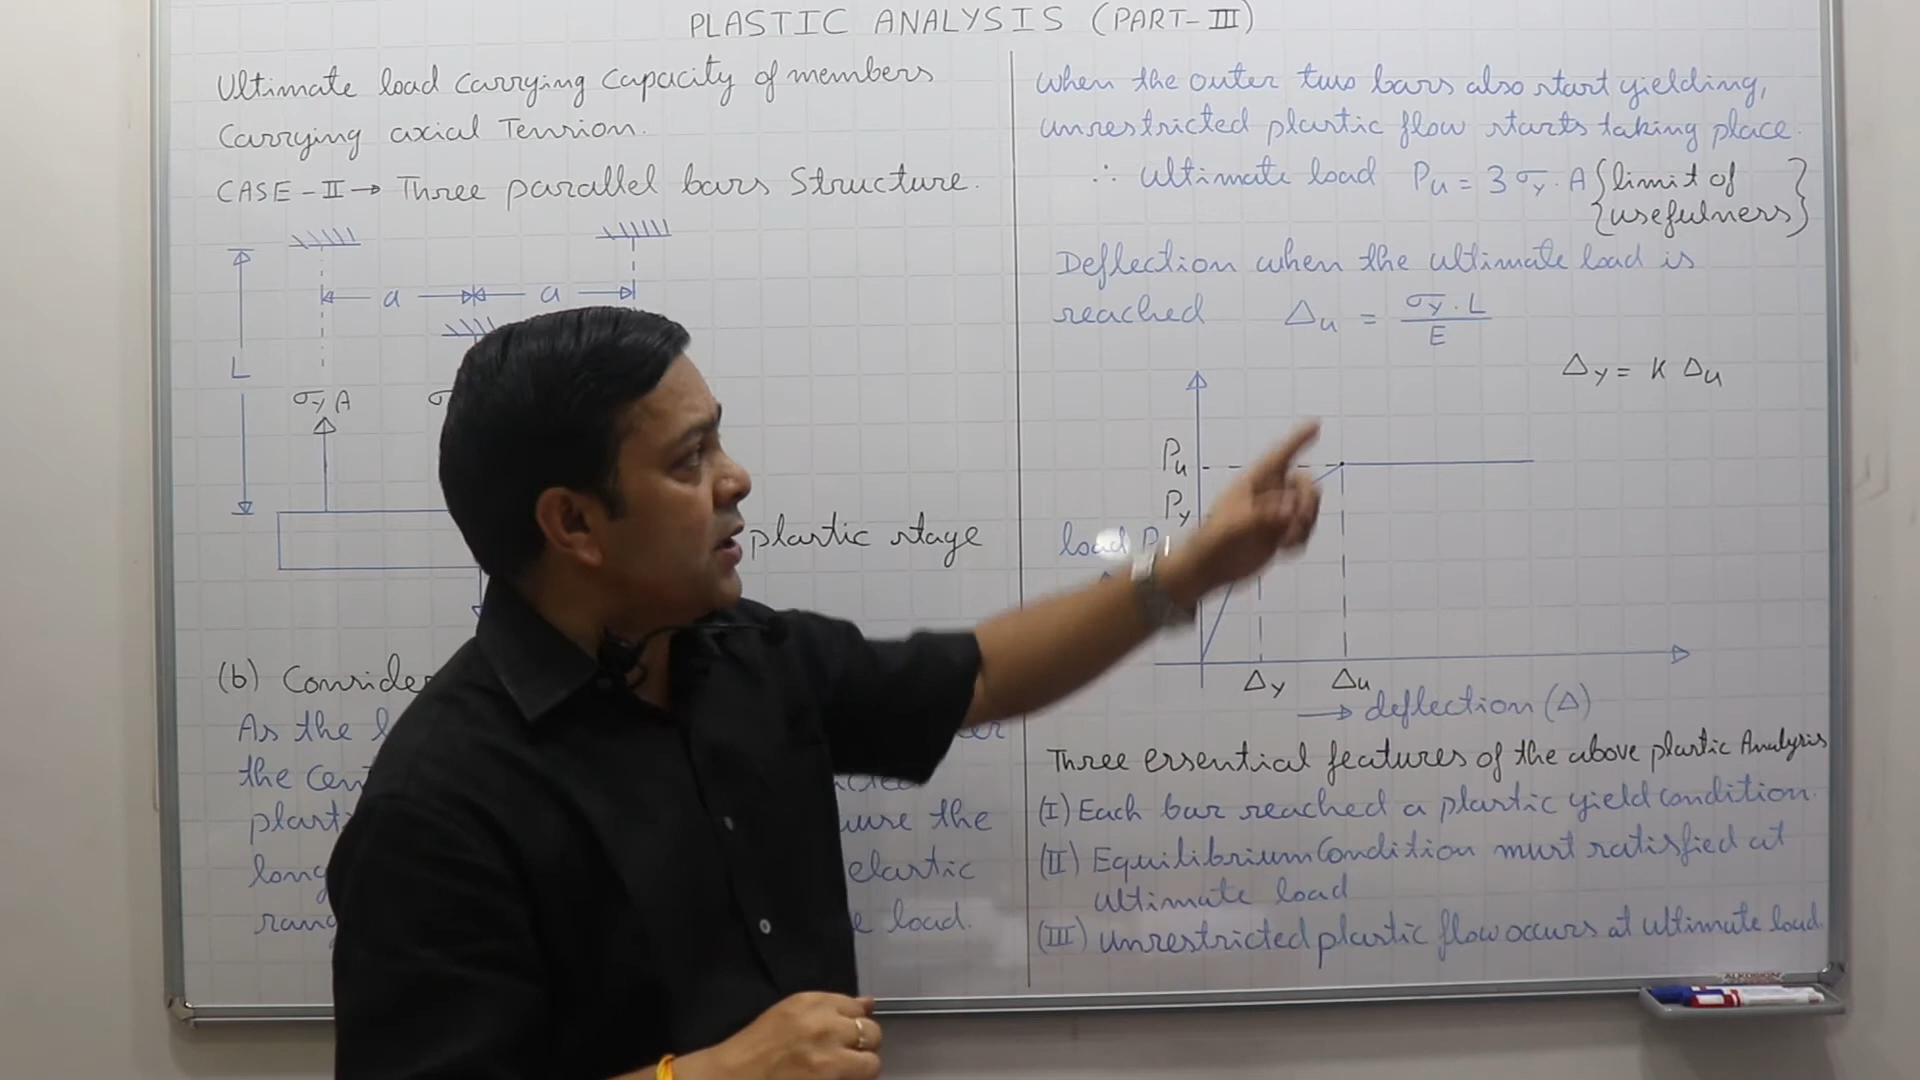 PLASTIC ANALYSIS (PART-III)
Ultimate load carrying capacity of members
Carrying axial Tension.
CASE-II→ Three parallel bars Structure.
a a
L
σy A
plastic stage
(b) Consider
As the
the
plast
long elastic
rang load.
the
When the outer two bars also start yielding,
unrestricted plastic flow starts taking place.
∴ Ultimate load Pu = 3 σy. A {limit of usefulness}
Deflection when the ultimate load is
reached Δu = σy. L / E
Δy = K Δu
Pu
Py
load P
Δy Δu
→ deflection (Δ)
Three essential features of the above plastic Analysis
(I) Each bar reached a plastic yield condition.
(II) Equilibrium Condition must satisfied at
ultimate load
(III) Unrestricted plastic flow occurs at ultimate load.